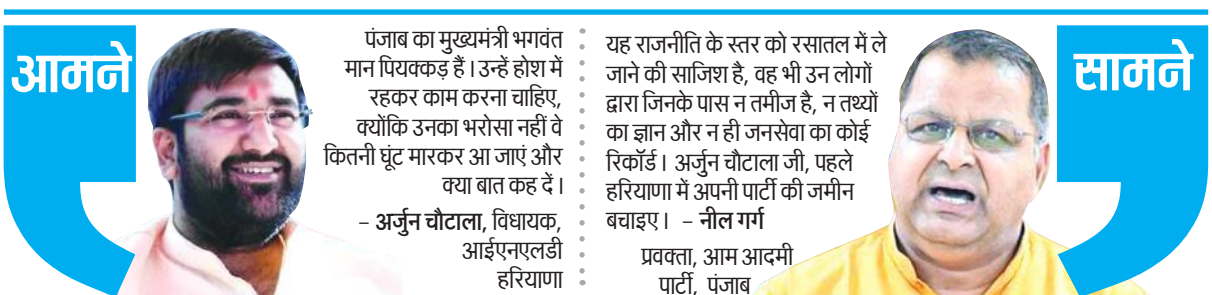 आमने
पंजाब का मुख्यमंत्री भगवंत
मान पियक्कड़ हैं। उन्हें होश में
रहकर काम करना चाहिए,
क्योंकि उनका भरोसा नहीं वे
कितनी घूंट मारकर आ जाएं और
क्या बात कह दें।
– अर्जुन चौटाला, विधायक,
आईएनएलडी
हरियाणा
यह राजनीति के स्तर को रसातल में ले
जाने की साजिश है, वह भी उन लोगों
द्वारा जिनके पास न तमीज है, न तथ्यों
का ज्ञान और न ही जनसेवा का कोई
रिकॉर्ड। अर्जुन चौटाला जी, पहले
हरियाणा में अपनी पार्टी की जमीन
बचाइए। – नील गर्ग
प्रवक्ता, आम आदमी
पार्टी, पंजाब
सामने